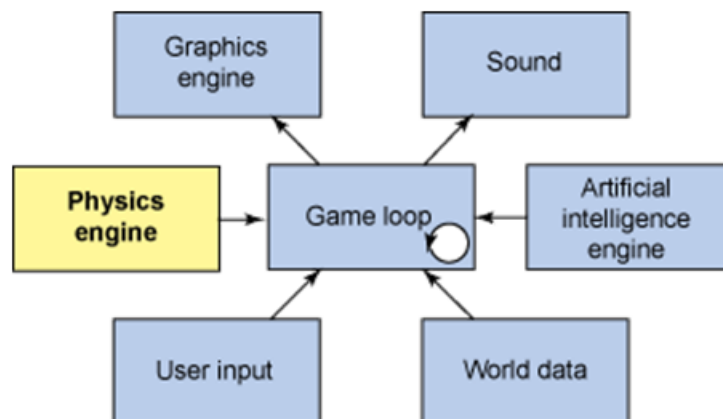 Graphics
engine
Sound
Physics
engine
Game loop
Artificial
intelligence
engine
User input
World data